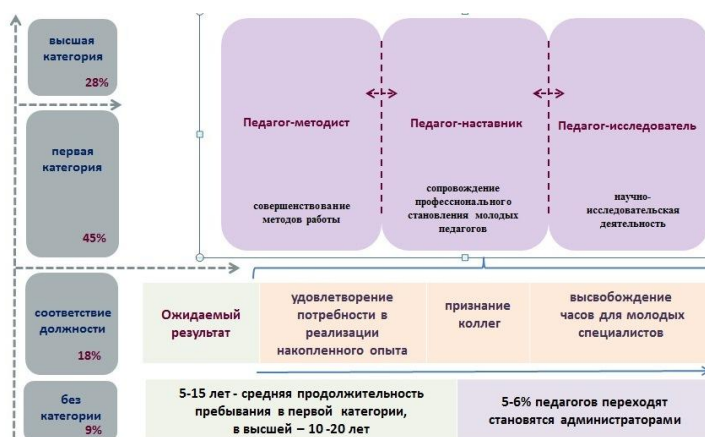 высшая
категория
28%
первая
категория
45%
соответствие
должности
18%
без
категории
9%
Педагог-методист
совершенствование
методов работы
Педагог-наставник
сопровождение
профессионального
становления молодых
педагогов
Педагог-исследователь
научно-
исследовательская
деятельность
Ожидаемый
результат
удовлетворение
потребности в
реализации
накопленного опыта
признание
коллег
высвобождение
часов для молодых
специалистов
5-15 лет - средняя продолжительность
пребывания в первой категории,
в высшей – 10 -20 лет
5-6% педагогов переходят
становятся администраторами